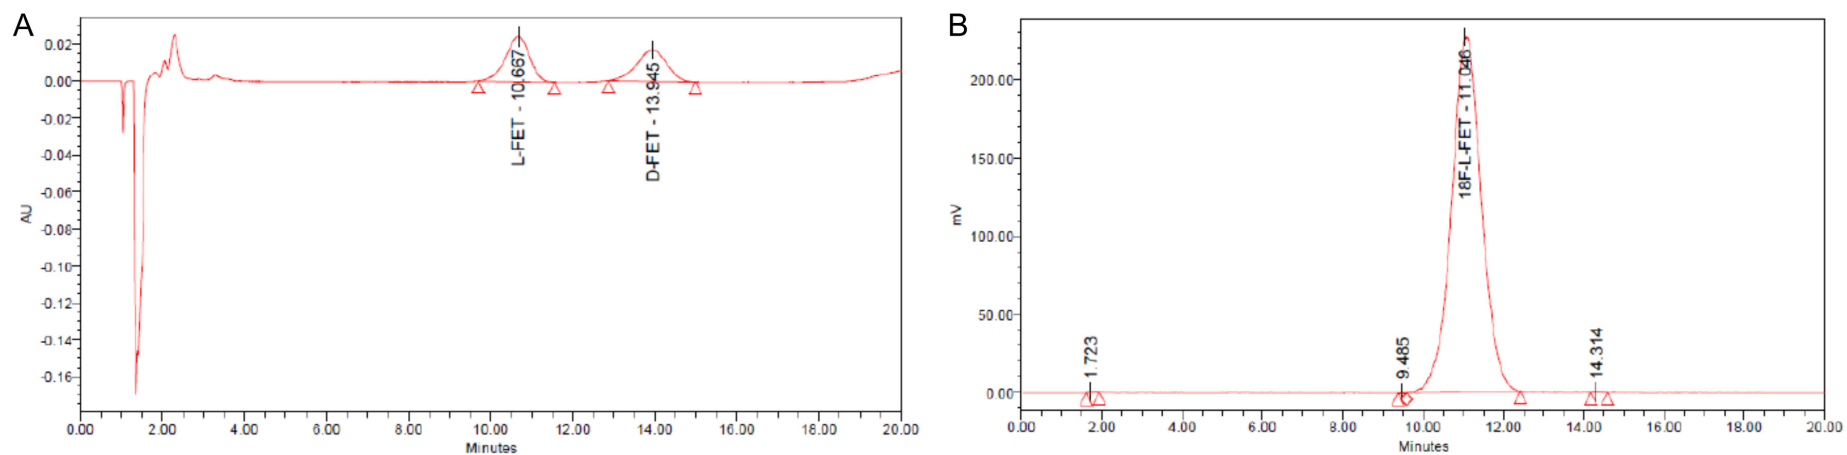 A
0.02
0.00
-0.02
-0.04
-0.06
-0.08
-0.10
-0.12
-0.14
-0.16
AU
L-FET - 10.667
D-FET - 13.945
0.00 2.00 4.00 6.00 8.00 10.00 12.00 14.00 16.00 18.00 20.00
Minutes
B
200.00
150.00
100.00
50.00
0.00
mV
1.723
9.485
18F-L-FET - 11.046
14.314
0.00 2.00 4.00 6.00 8.00 10.00 12.00 14.00 16.00 18.00 20.00
Minutes